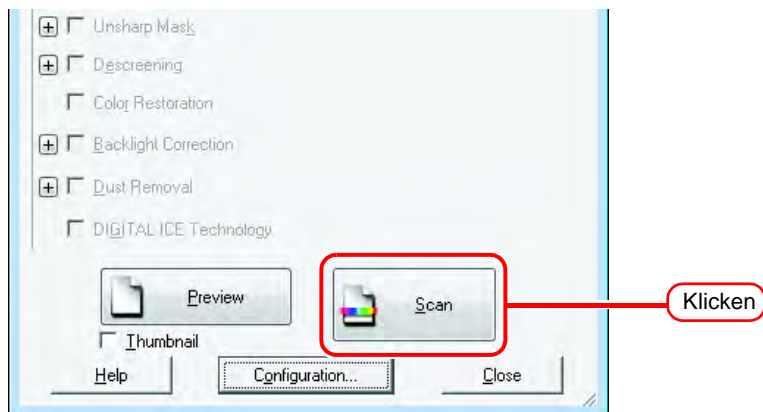 Unsharp Mask
Descreening
Color Restoration
Backlight Correction
Dust Removal
DIGITAL ICE Technology
Preview
Scan
Klicken
Thumbnail
Help
Configuration...
Close